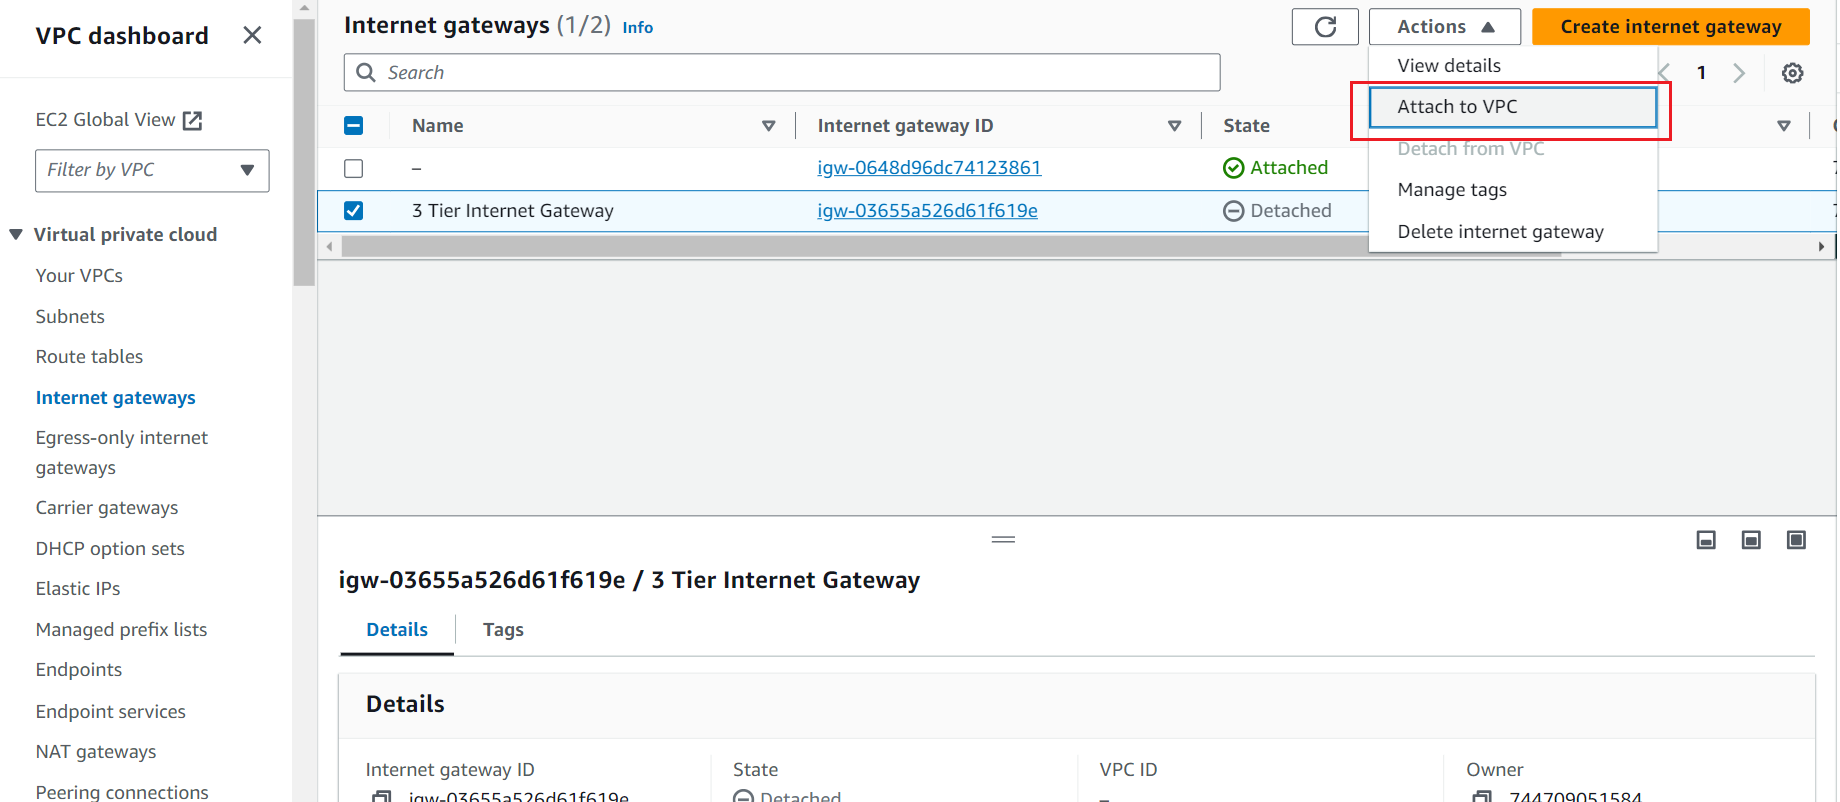 VPC dashboard
EC2 Global View
Filter by VPC
Virtual private cloud
Your VPCs
Subnets
Route tables
Internet gateways
Egress-only internet
gateways
Carrier gateways
DHCP option sets
Elastic IPs
Managed prefix lists
Endpoints
Endpoint services
NAT gateways
Peering connections
Internet gateways (1/2) Info
Actions
Create internet gateway
Search
1
View details
Attach to VPC
Detach from VPC
Manage tags
Delete internet gateway
Name Internet gateway ID State
– igw-0648d96dc74123861 Attached
3 Tier Internet Gateway igw-03655a526d61f619e Detached
igw-03655a526d61f619e / 3 Tier Internet Gateway
Details Tags
Details
Internet gateway ID State VPC ID Owner
igw-03655a526d61f619e Detached – 744709051584